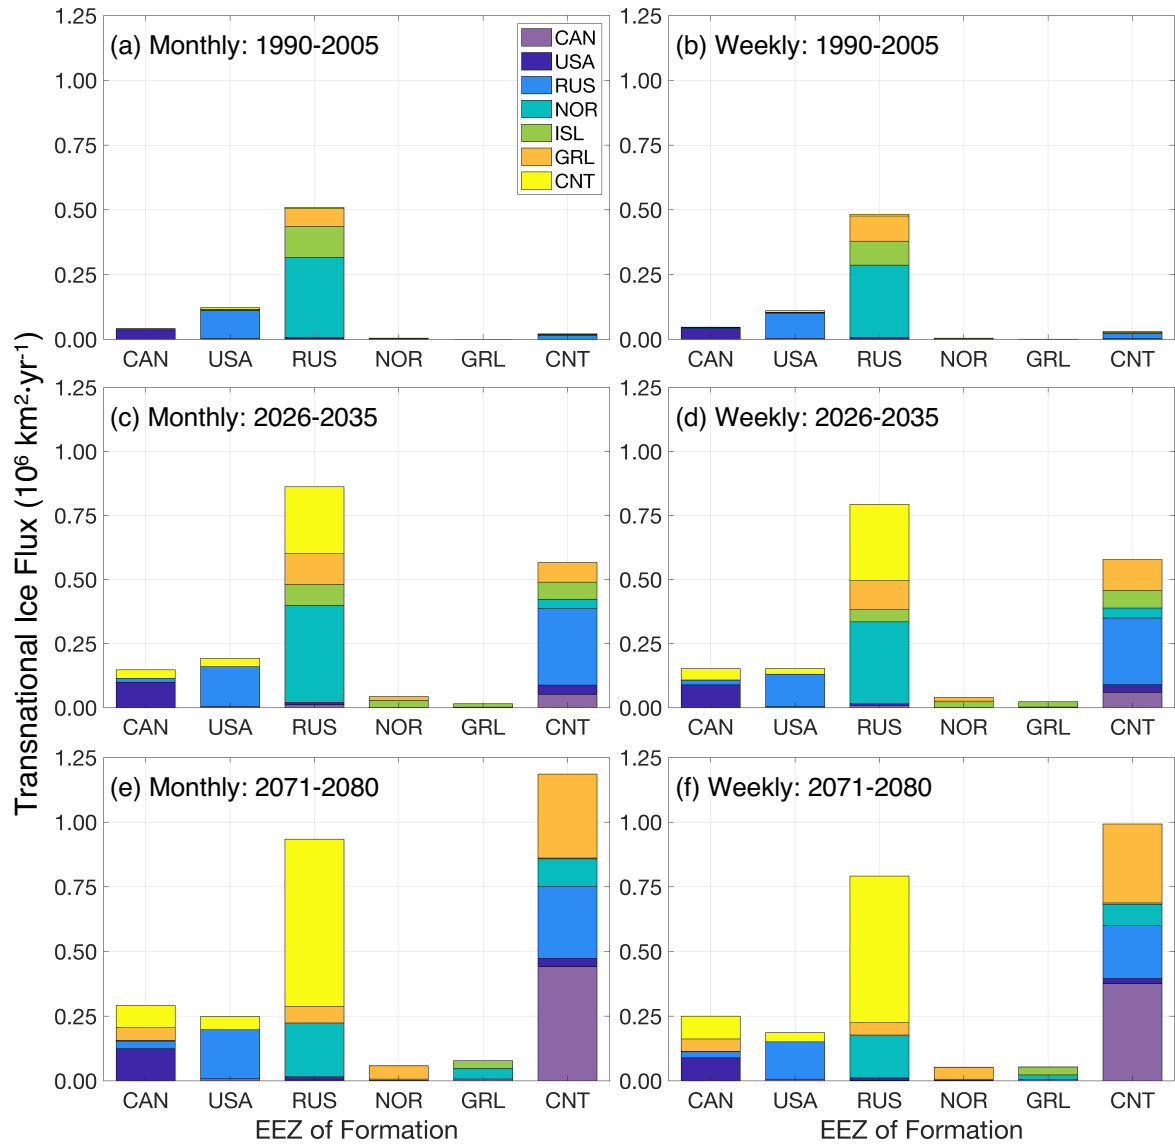 Transnational Ice Flux (10⁶ km²·yr⁻¹)
(a) Monthly: 1990-2005
1.25
1.00
0.75
0.50
0.25
0.00
CAN
USA
RUS
NOR
ISL
GRL
CNT
CAN USA RUS NOR GRL CNT
(b) Weekly: 1990-2005
1.25
1.00
0.75
0.50
0.25
0.00
CAN USA RUS NOR GRL CNT
(c) Monthly: 2026-2035
1.25
1.00
0.75
0.50
0.25
0.00
CAN USA RUS NOR GRL CNT
(d) Weekly: 2026-2035
1.25
1.00
0.75
0.50
0.25
0.00
CAN USA RUS NOR GRL CNT
(e) Monthly: 2071-2080
1.25
1.00
0.75
0.50
0.25
0.00
CAN USA RUS NOR GRL CNT
EEZ of Formation
(f) Weekly: 2071-2080
1.25
1.00
0.75
0.50
0.25
0.00
CAN USA RUS NOR GRL CNT
EEZ of Formation